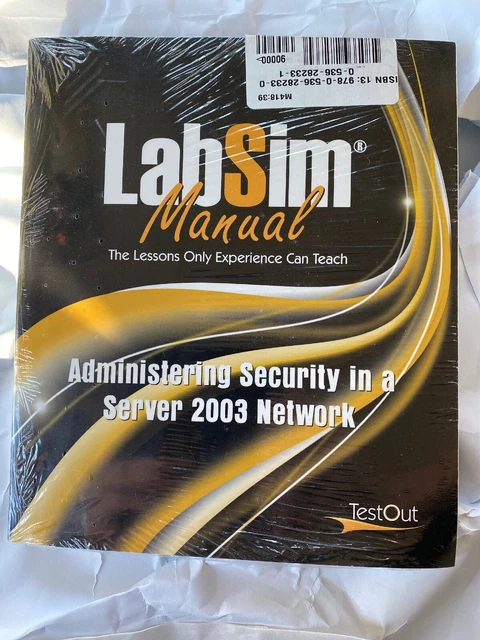 M418:39
ISBN 13: 978-0-536-28233-0
0-536-28233-1
90000>
LabSim®
Manual
The Lessons Only Experience Can Teach
Administering Security in a
Server 2003 Network
TestOut